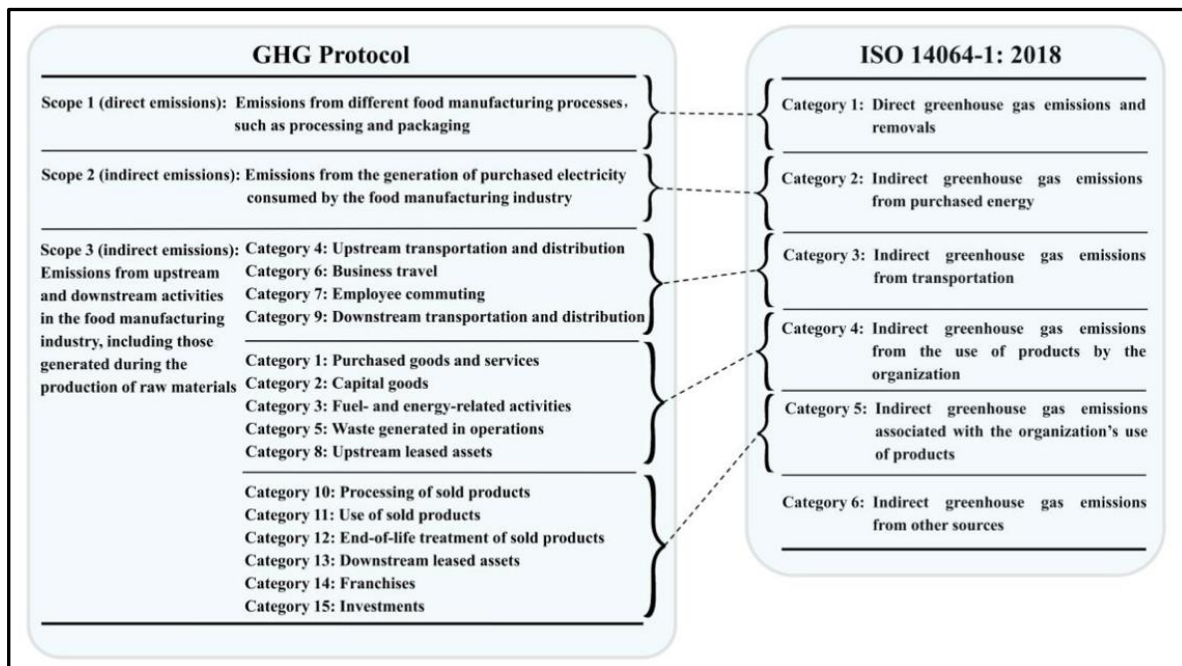 GHG Protocol
Scope 1 (direct emissions): Emissions from different food manufacturing processes,
such as processing and packaging
Scope 2 (indirect emissions): Emissions from the generation of purchased electricity
consumed by the food manufacturing industry
Scope 3 (indirect emissions):
Emissions from upstream
and downstream activities
in the food manufacturing
industry, including those
generated during the
production of raw materials
Category 4: Upstream transportation and distribution
Category 6: Business travel
Category 7: Employee commuting
Category 9: Downstream transportation and distribution
Category 1: Purchased goods and services
Category 2: Capital goods
Category 3: Fuel- and energy-related activities
Category 5: Waste generated in operations
Category 8: Upstream leased assets
Category 10: Processing of sold products
Category 11: Use of sold products
Category 12: End-of-life treatment of sold products
Category 13: Downstream leased assets
Category 14: Franchises
Category 15: Investments
ISO 14064-1: 2018
Category 1: Direct greenhouse gas emissions and
removals
Category 2: Indirect greenhouse gas emissions
from purchased energy
Category 3: Indirect greenhouse gas emissions
from transportation
Category 4: Indirect greenhouse gas emissions
from the use of products by the
organization
Category 5: Indirect greenhouse gas emissions
associated with the organization's use
of products
Category 6: Indirect greenhouse gas emissions
from other sources